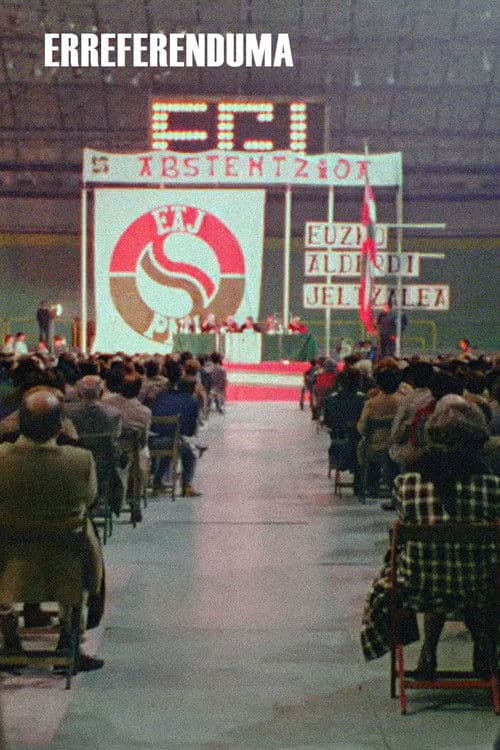 ERREFERENDUMA
ABSTENTZIOA
EAJ
EUZKO
ALDERDI
JELTZALEA